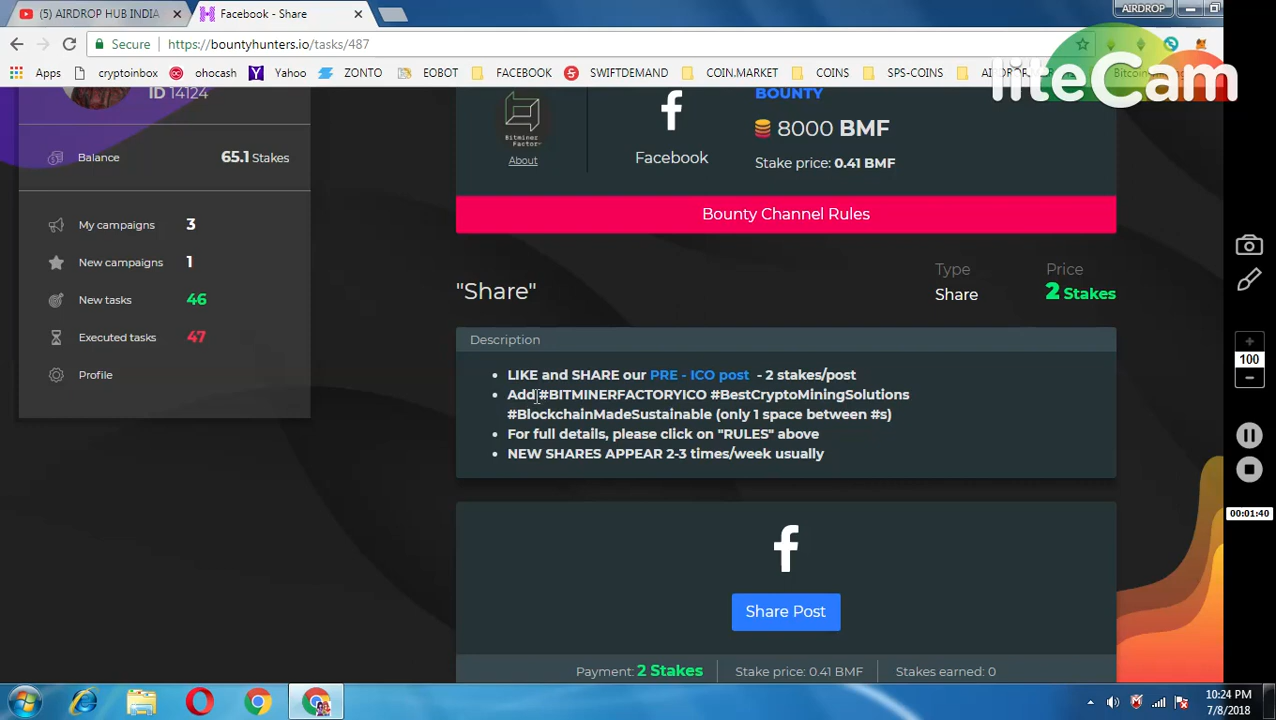 (5) AIRDROP HUB INDIA
Facebook - Share
AIRDROP
Secure https://bountyhunters.io/tasks/487
Apps cryptoinbox ohocash Yahoo ZONTO EOBOT FACEBOOK SWIFTDEMAND COIN.MARKET COINS SPS-COINS
liteCam
ID 14124
Balance 65.1 Stakes
My campaigns 3
New campaigns 1
New tasks 46
Executed tasks 47
Profile
Bitminer
Factory
About
Facebook
BOUNTY
8000 BMF
Stake price: 0.41 BMF
Bounty Channel Rules
"Share"
Type
Share
Price
2 Stakes
Description
LIKE and SHARE our PRE - ICO post - 2 stakes/post
Add #BITMINERFACTORYICO #BestCryptoMiningSolutions
#BlockchainMadeSustainable (only 1 space between #s)
For full details, please click on "RULES" above
NEW SHARES APPEAR 2-3 times/week usually
Share Post
Payment: 2 Stakes Stake price: 0.41 BMF Stakes earned: 0
100
00:01:40
10:24 PM
7/8/2018